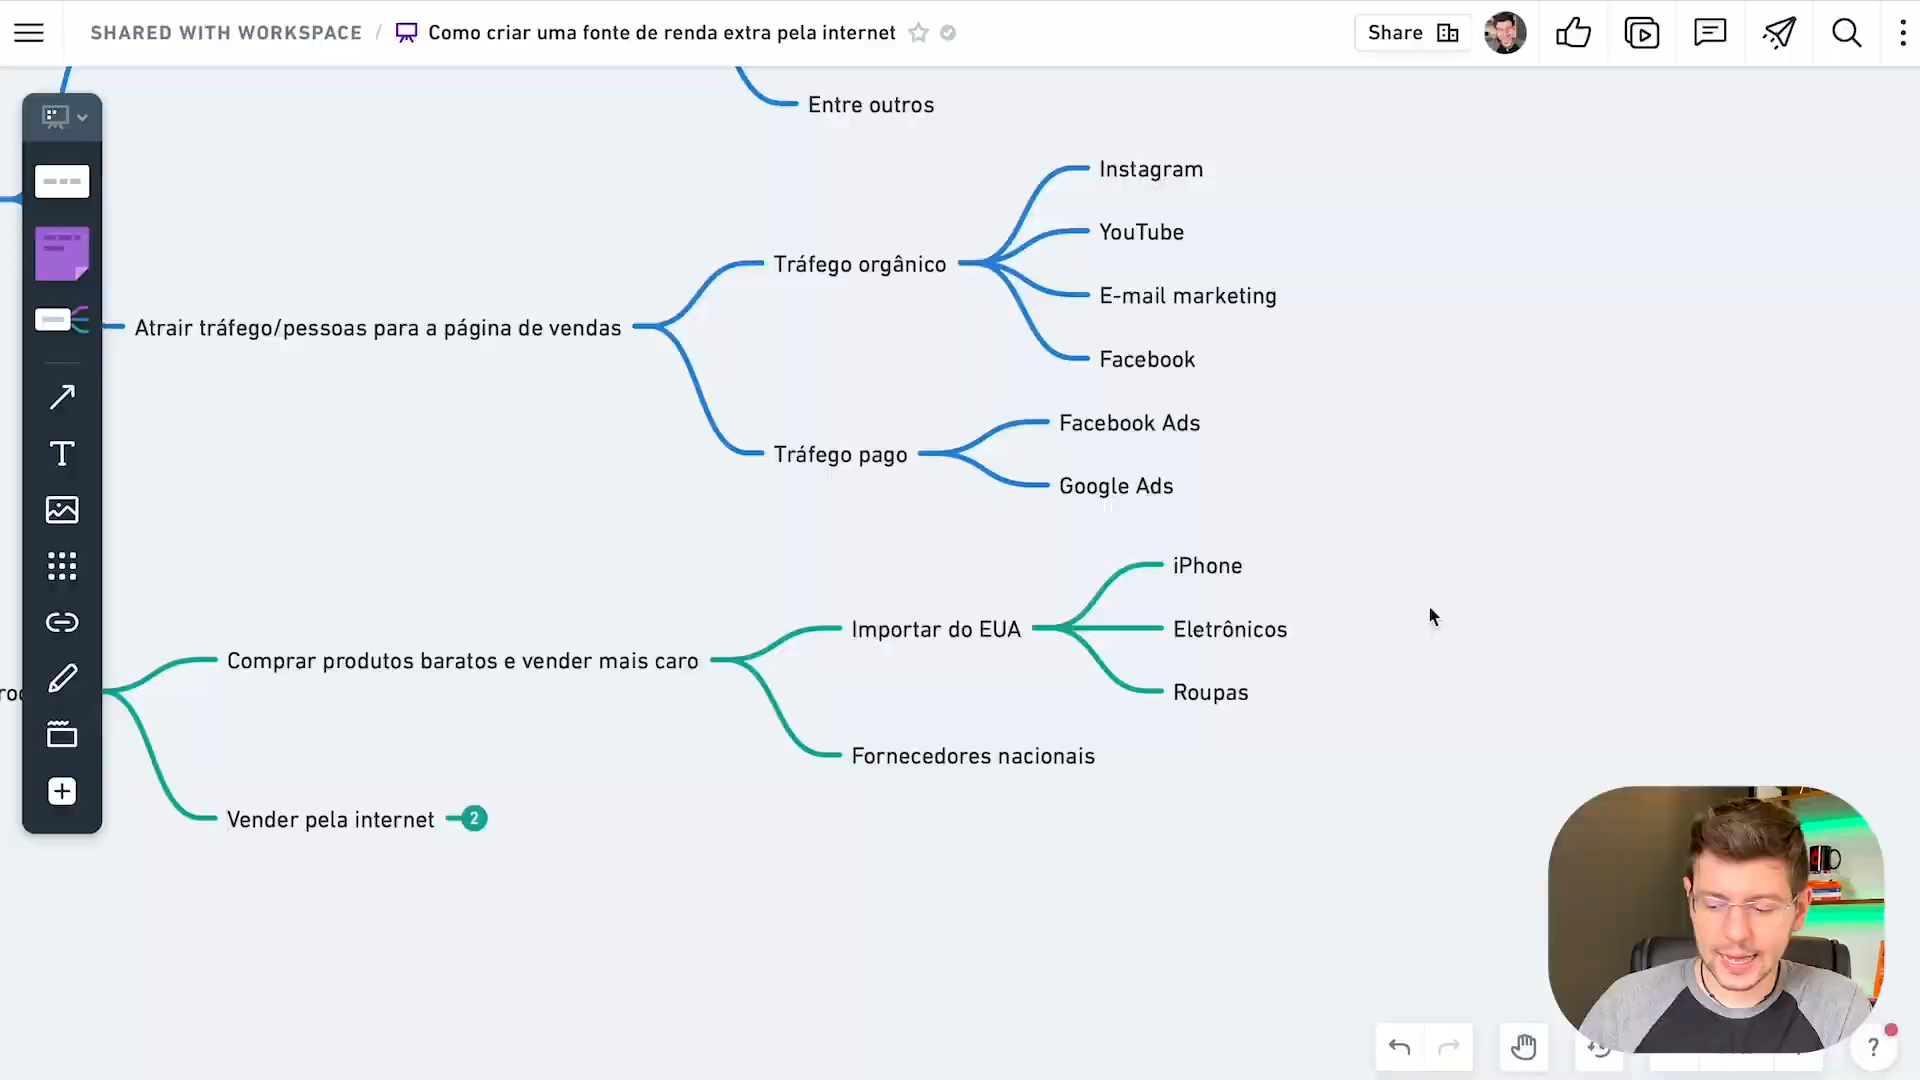 SHARED WITH WORKSPACE / Como criar uma fonte de renda extra pela internet
Share
Entre outros
Instagram
YouTube
Tráfego orgânico
E-mail marketing
Atrair tráfego/pessoas para a página de vendas
Facebook
Facebook Ads
Tráfego pago
Google Ads
iPhone
Importar do EUA
Eletrônicos
Comprar produtos baratos e vender mais caro
Roupas
Fornecedores nacionais
Vender pela internet
2
?